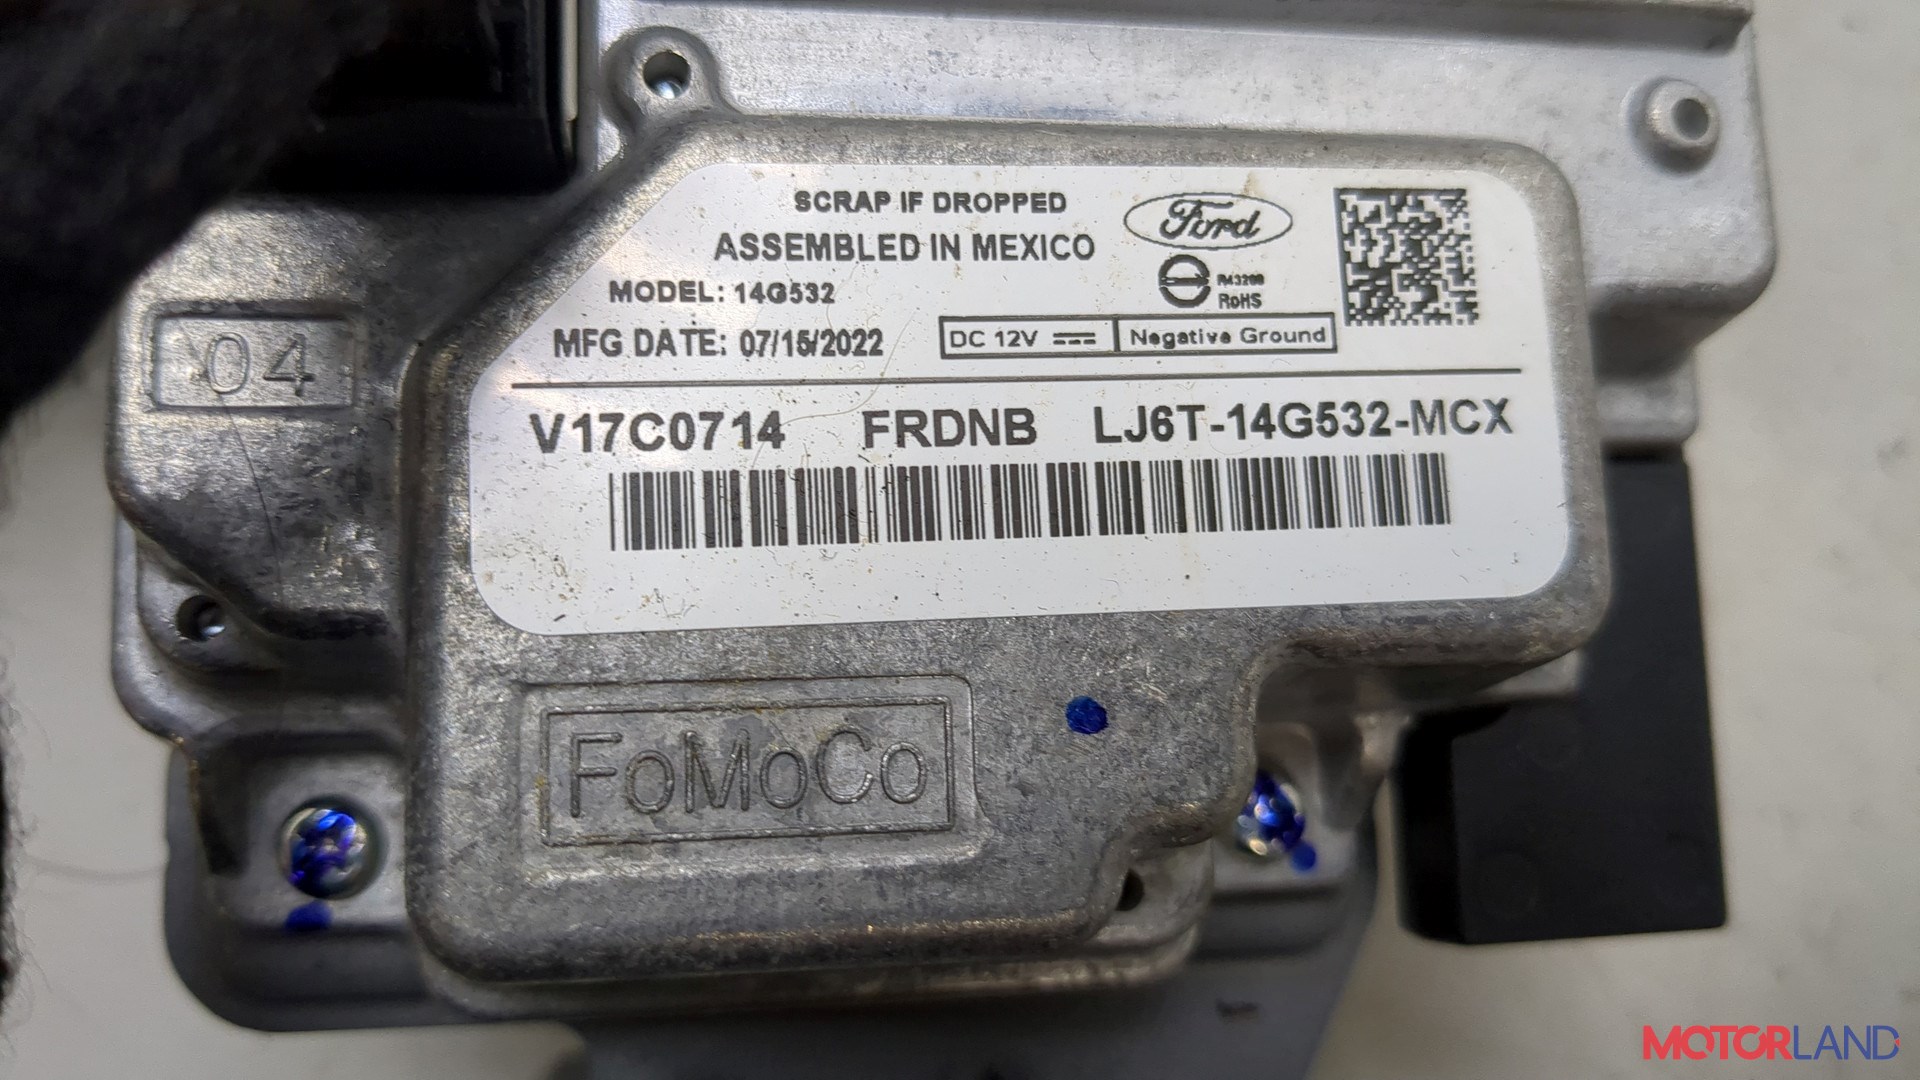 SCRAP IF DROPPED
ASSEMBLED IN MEXICO
Ford
MODEL: 14G532
R43200
RoHS
MFG DATE: 07/15/2022
DC 12V
Negative Ground
04
V17C0714 FRDNB LJ6T-14G532-MCX
FoMoCo
MOTORLAND